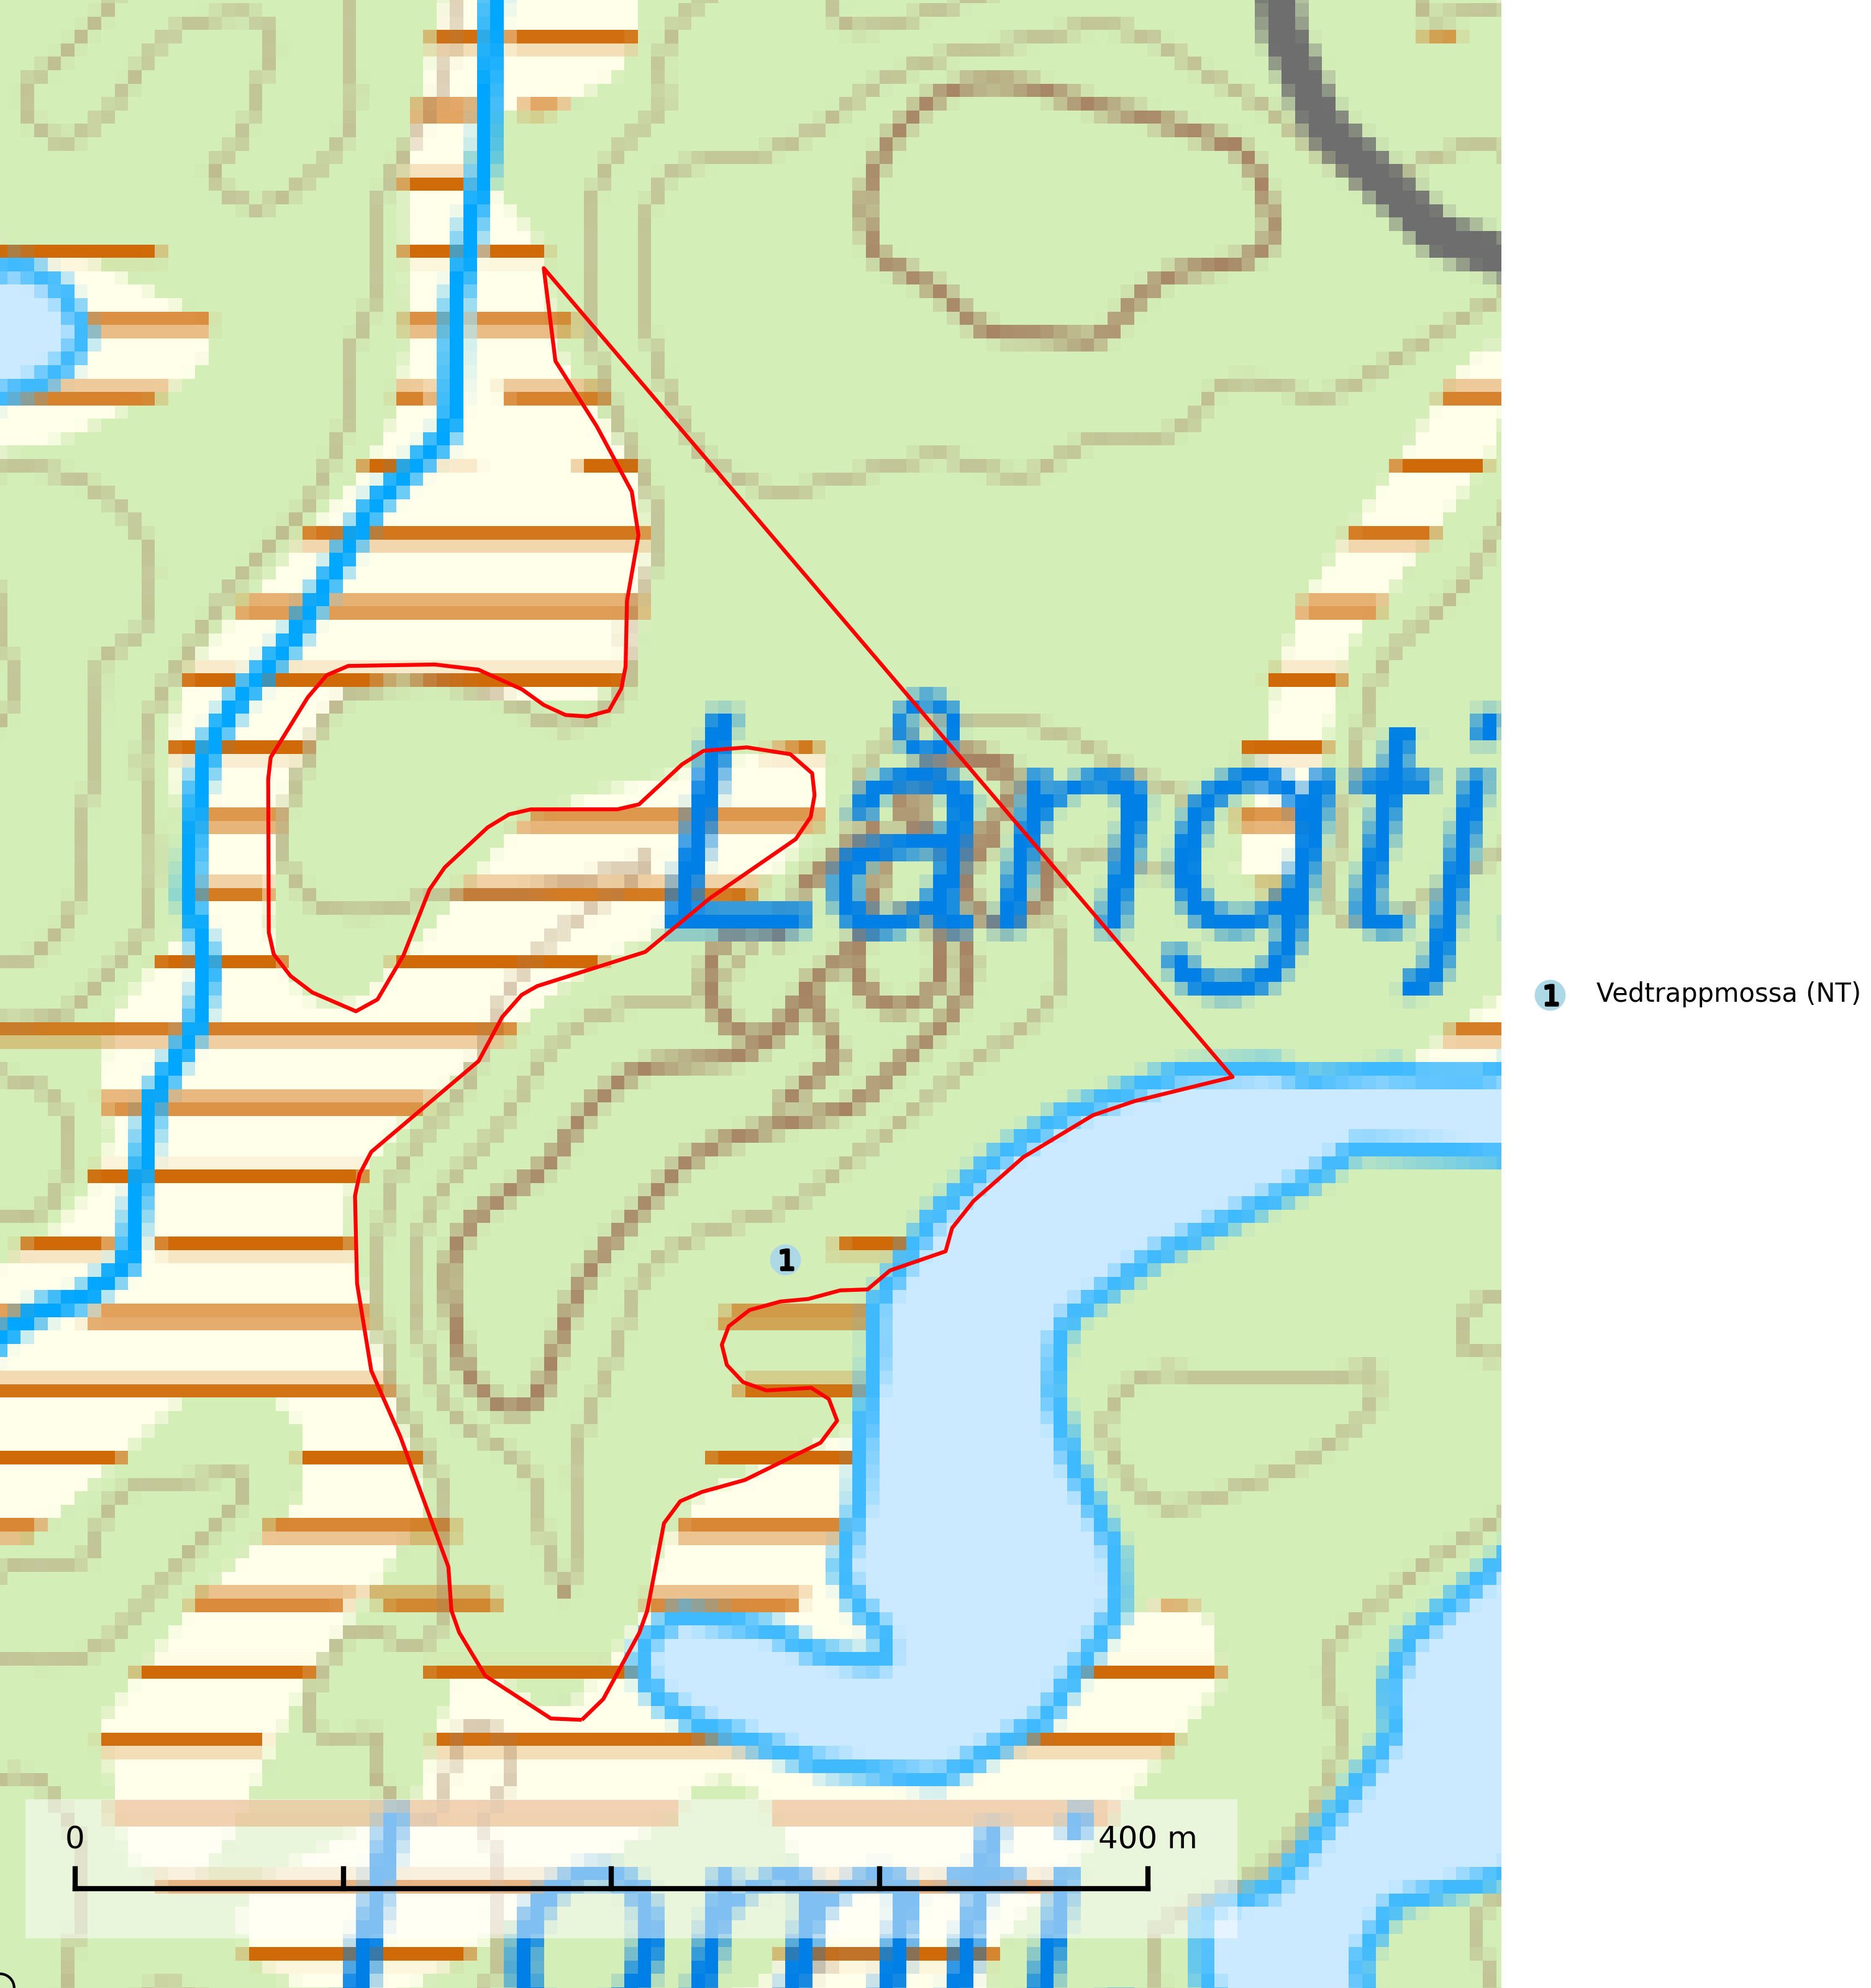 Långtj
1 Vedtrappmossa (NT)
1
0 400 m